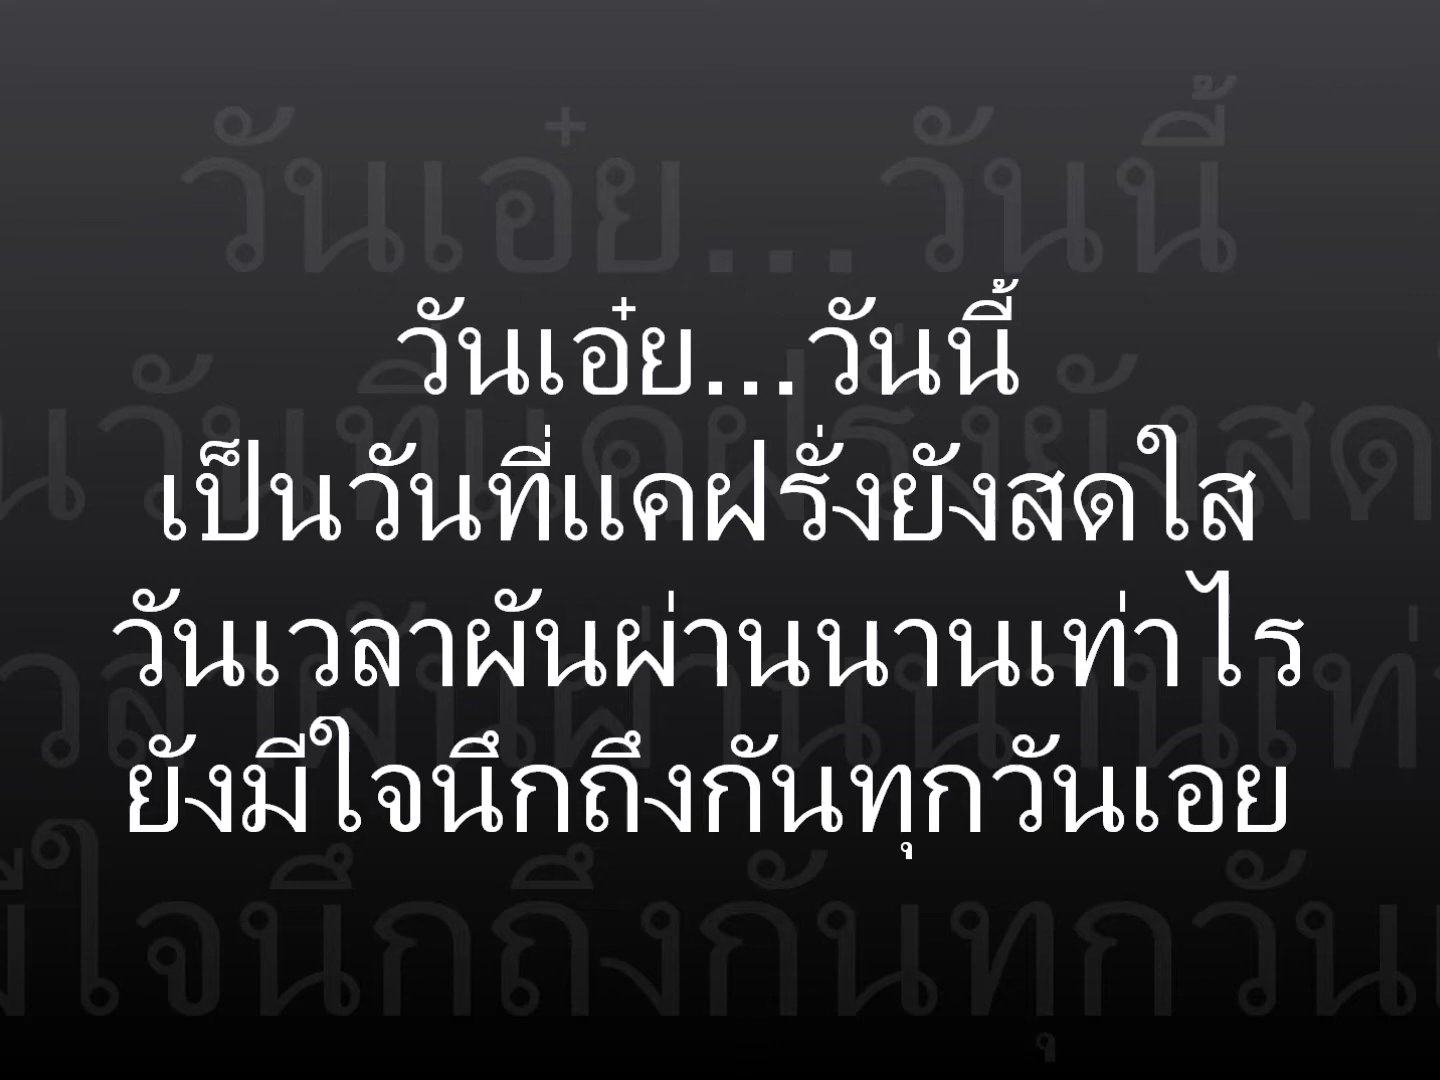 วันเอ๋ย...วันนี้
เป็นวันที่แคฝรั่งยังสดใส
วันเวลาผันผ่านนานเท่าไร
ยังมีใจนึกถึงกันทุกวันเอย